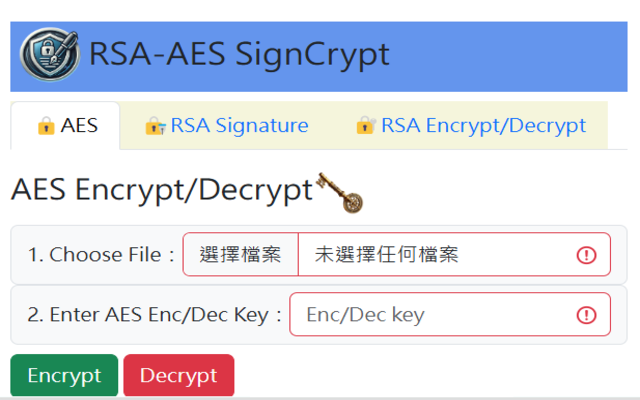 RSA-AES SignCrypt
AES RSA Signature RSA Encrypt/Decrypt
AES Encrypt/Decrypt
1. Choose File： 選擇檔案 未選擇任何檔案
2. Enter AES Enc/Dec Key： Enc/Dec key
Encrypt Decrypt